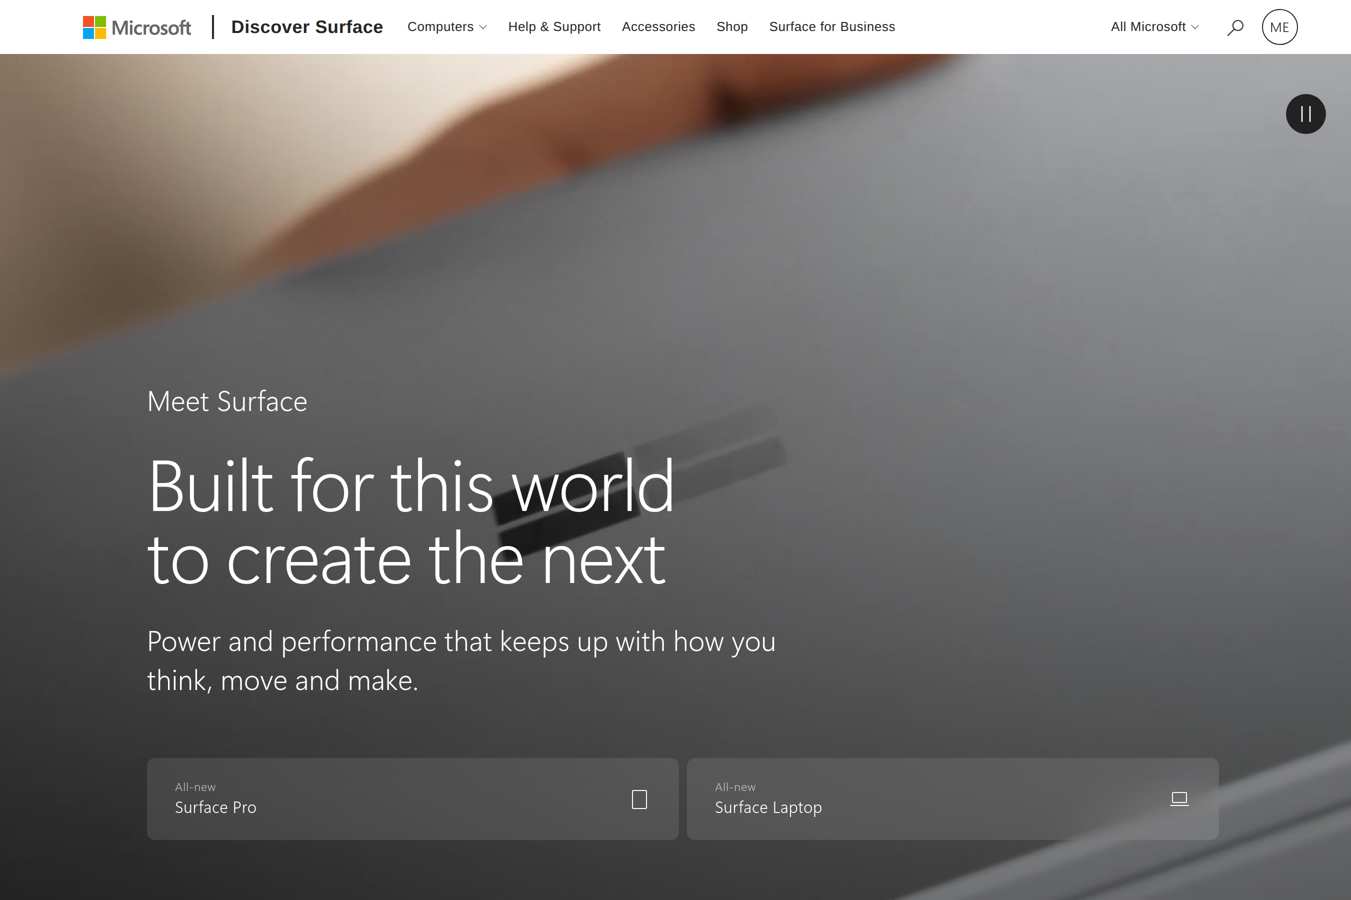 Microsoft
Discover Surface
Computers
Help & Support
Accessories
Shop
Surface for Business
All Microsoft
ME
Meet Surface
Built for this world
to create the next
Power and performance that keeps up with how you
think, move and make.
All-new
Surface Pro
All-new
Surface Laptop